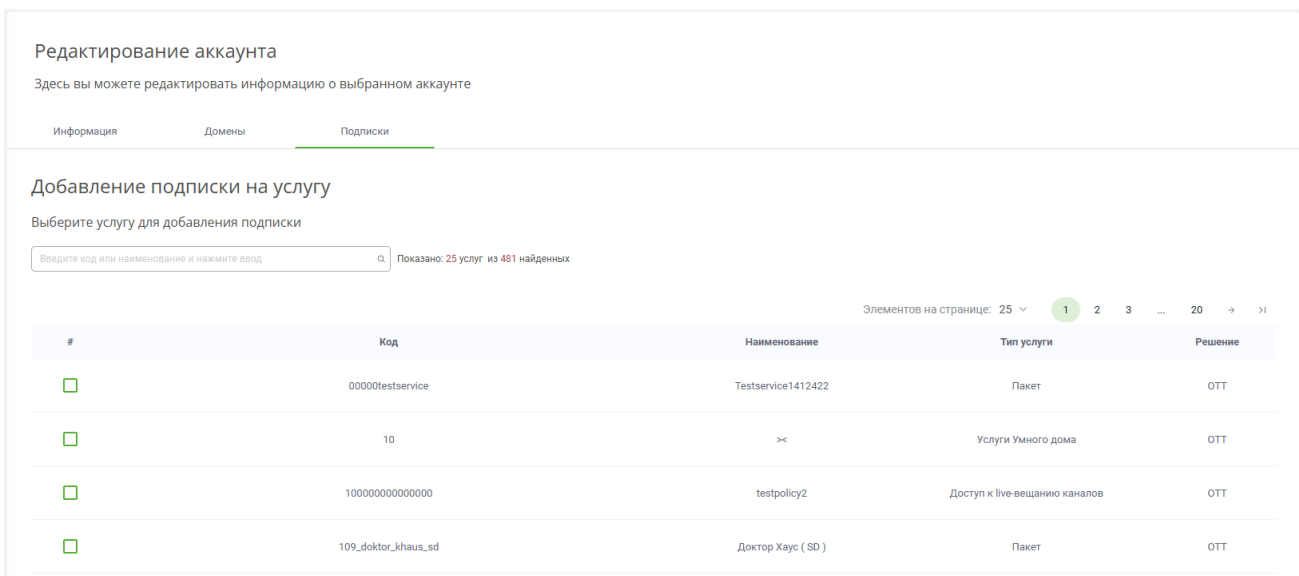 Редактирование аккаунта
Здесь вы можете редактировать информацию о выбранном аккаунте
Информация Домены Подписки
Добавление подписки на услугу
Выберите услугу для добавления подписки
Введите код или наименование и нажмите ввод Показано: 25 услуг из 481 найденных
Элементов на странице: 25 1 2 3 ... 20
# Код Наименование Тип услуги Решение
00000testservice Testservice1412422 Пакет OTT
10 >< Услуги Умного дома OTT
100000000000000 testpolicy2 Доступ к live-вещанию каналов OTT
109_doktor_khaus_sd Доктор Хаус ( SD ) Пакет OTT